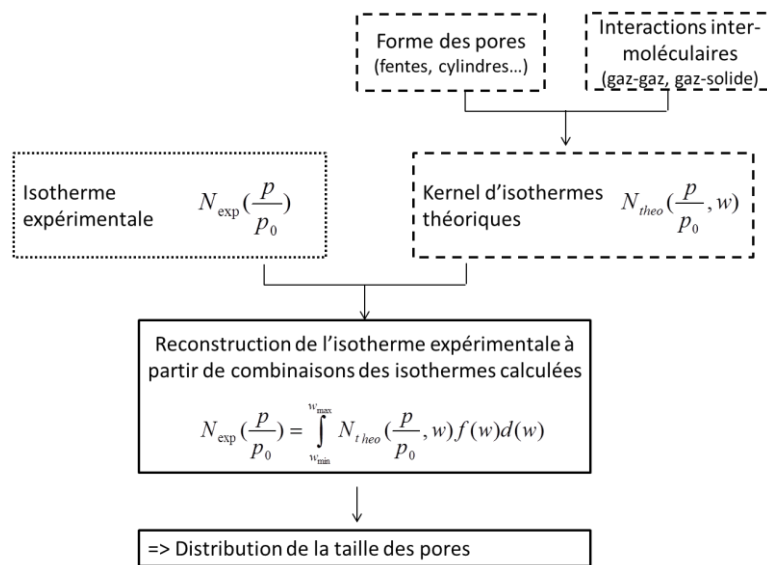 Forme des pores
(fentes, cylindres...)
Interactions inter-
moléculaires
(gaz-gaz, gaz-solide)
Isotherme
expérimentale
N_exp(p/p_0)
Kernel d'isothermes
théoriques
N_theo(p/p_0, w)
Reconstruction de l'isotherme expérimentale à
partir de combinaisons des isothermes calculées
N_exp(p/p_0) = ∫_{w_min}^{w_max} N_theo(p/p_0, w) f(w)d(w)
=> Distribution de la taille des pores